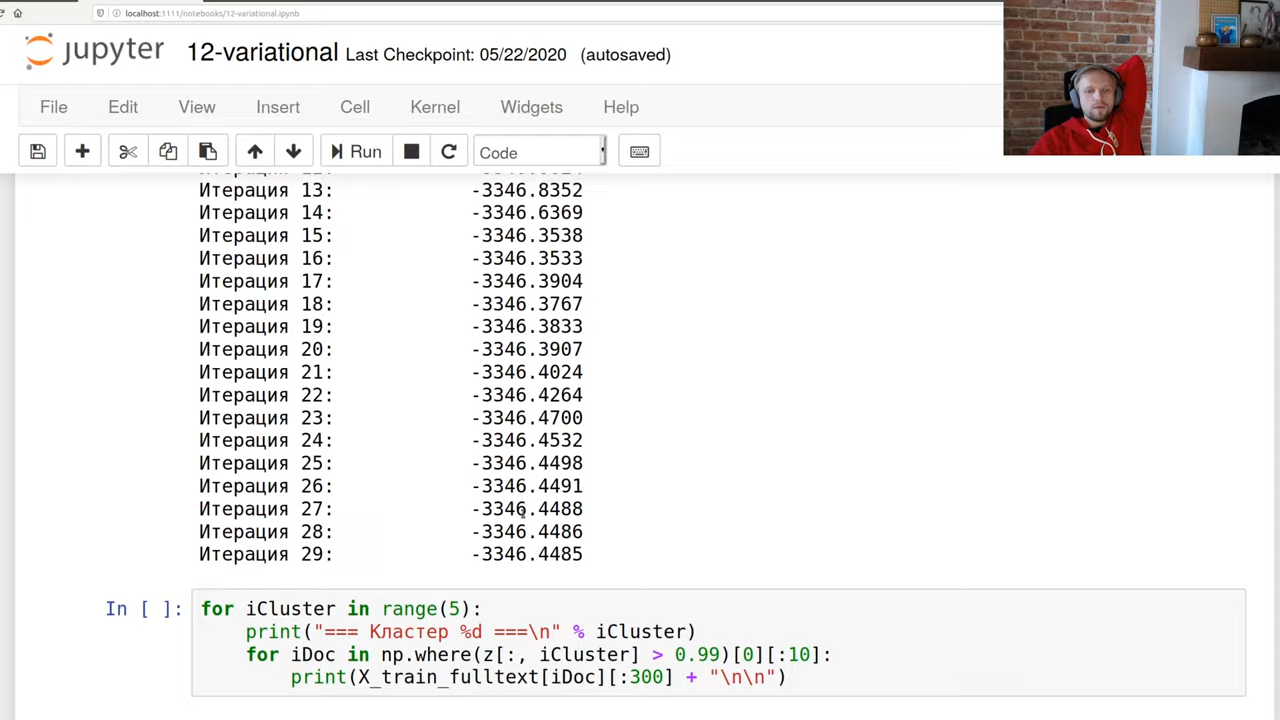 localhost:1111/notebooks/12-variational.ipynb
jupyter 12-variational Last Checkpoint: 05/22/2020 (autosaved)
File Edit View Insert Cell Kernel Widgets Help
Run Code
Итерация 13: -3346.8352
Итерация 14: -3346.6369
Итерация 15: -3346.3538
Итерация 16: -3346.3533
Итерация 17: -3346.3904
Итерация 18: -3346.3767
Итерация 19: -3346.3833
Итерация 20: -3346.3907
Итерация 21: -3346.4024
Итерация 22: -3346.4264
Итерация 23: -3346.4700
Итерация 24: -3346.4532
Итерация 25: -3346.4498
Итерация 26: -3346.4491
Итерация 27: -3346.4488
Итерация 28: -3346.4486
Итерация 29: -3346.4485
In [ ]: for iCluster in range(5):
print("=== Кластер %d ===\n" % iCluster)
for iDoc in np.where(z[:, iCluster] > 0.99)[0][:10]:
print(X_train_fulltext[iDoc][:300] + "\n\n")